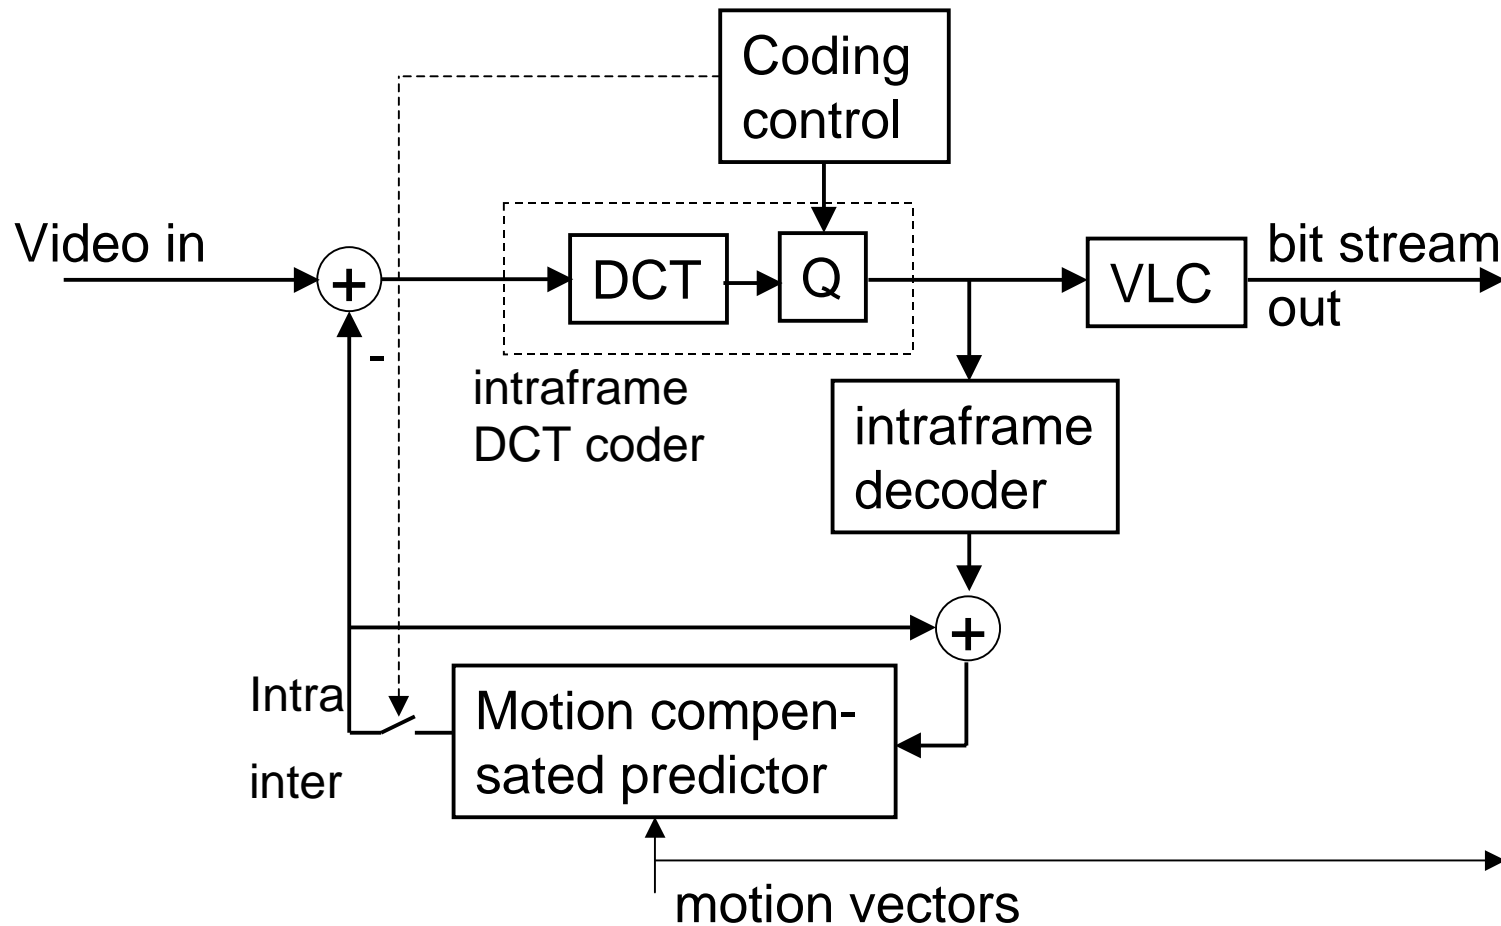 Coding
control
Video in
+
-
DCT
Q
VLC
bit stream
out
intraframe
DCT coder
intraframe
decoder
+
Intra
inter
Motion compen-
sated predictor
motion vectors